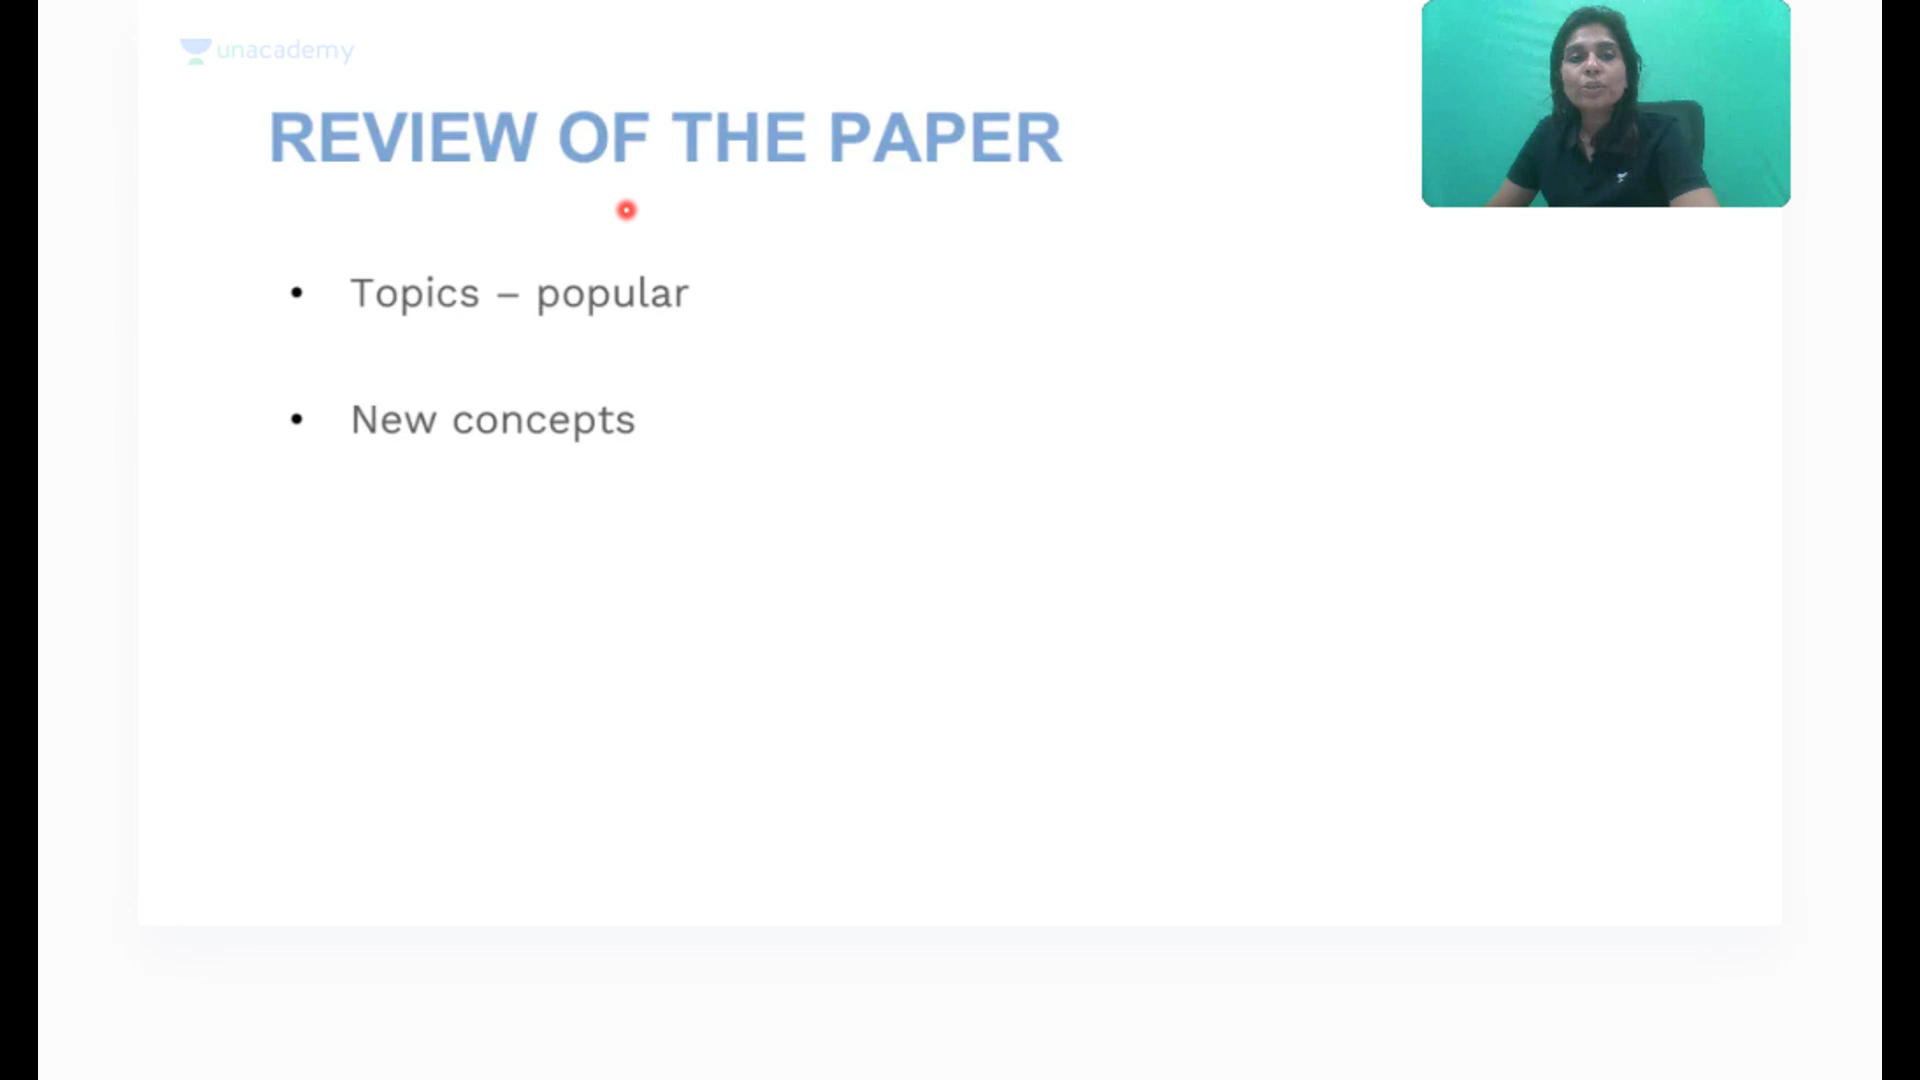 unacademy
REVIEW OF THE PAPER
• Topics – popular
• New concepts